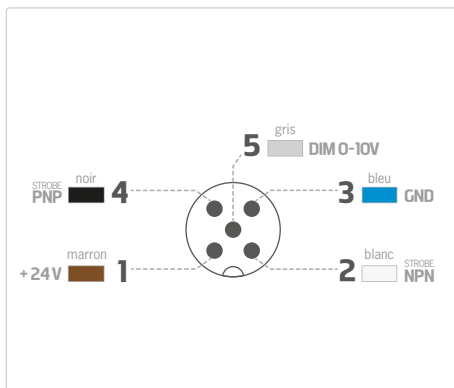 gris
5 DIM 0-10V
noir
STROBE
PNP 4
bleu
3 GND
marron
+24V 1
blanc
2 STROBE
NPN